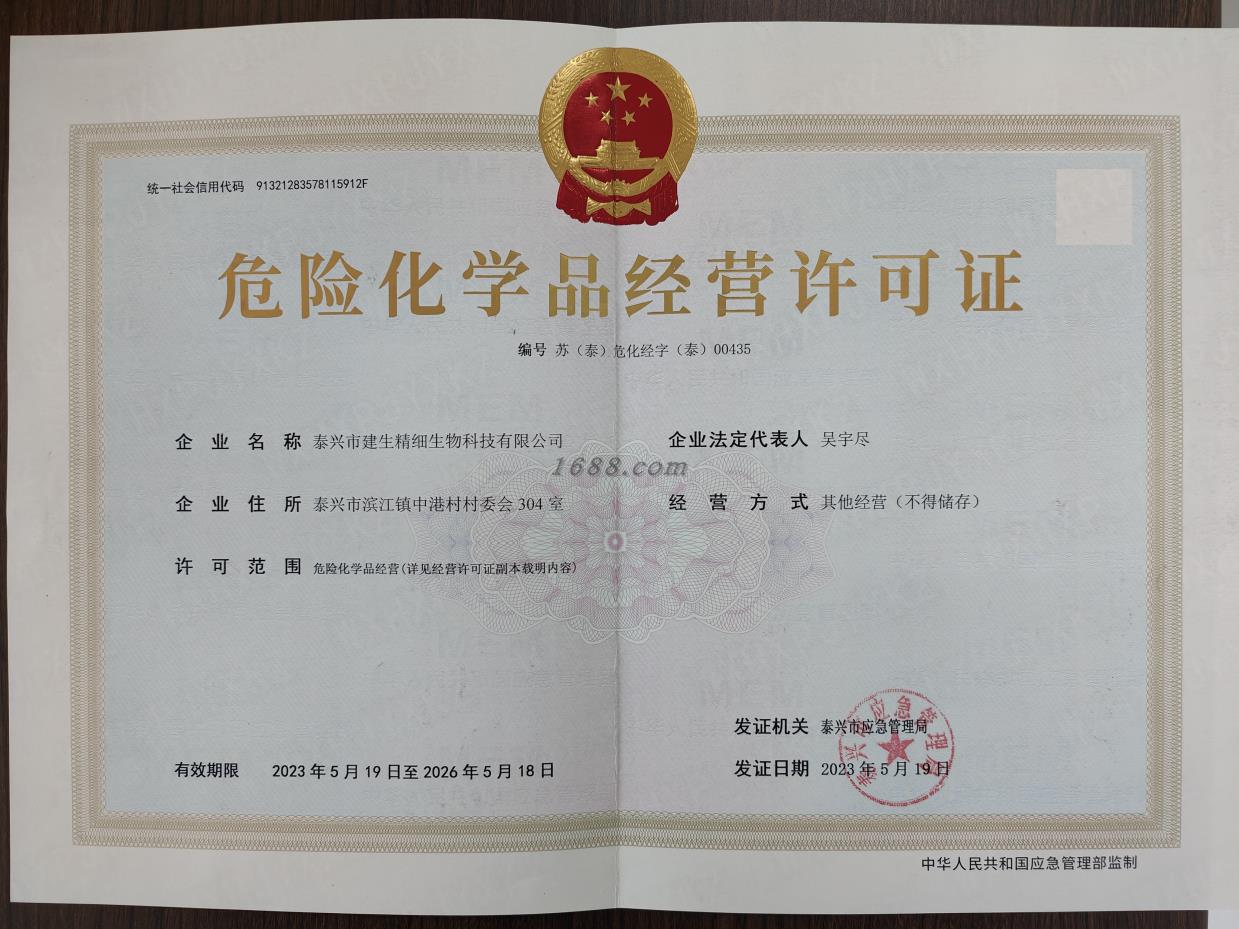 统一社会信用代码 91321283578115912F
危险化学品经营许可证
编号 苏（泰）危化经字（泰）00435
企业名称 泰兴市建生精细生物科技有限公司
企业法定代表人 吴宇尽
1688.com
企业住所 泰兴市滨江镇中港村村委会 304 室
经营方式 其他经营（不得储存）
许可范围 危险化学品经营(详见经营许可证副本载明内容)
发证机关 泰兴市应急管理局
泰兴市应急管理局
有效期限 2023 年 5 月 19 日至 2026 年 5 月 18 日
发证日期 2023 年 5 月 19 日
中华人民共和国应急管理部监制